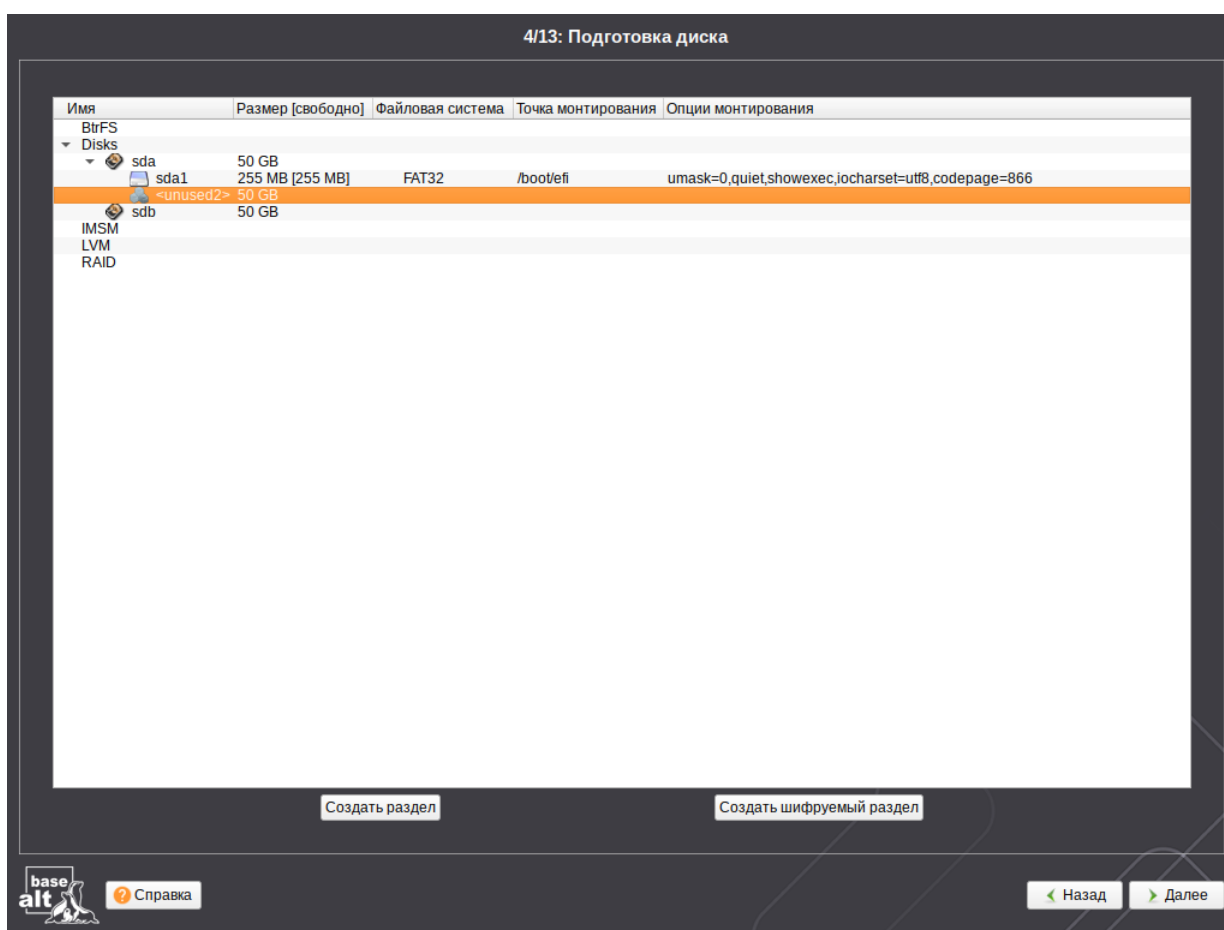 4/13: Подготовка диска
Имя Размер [свободно] Файловая система Точка монтирования Опции монтирования
BtrFS
Disks
sda 50 GB
sda1 255 MB [255 MB] FAT32 /boot/efi umask=0,quiet,showexec,iocharset=utf8,codepage=866
<unused2> 50 GB
sdb 50 GB
IMSM
LVM
RAID
Создать раздел Создать шифруемый раздел
base
alt
Справка Назад Далее